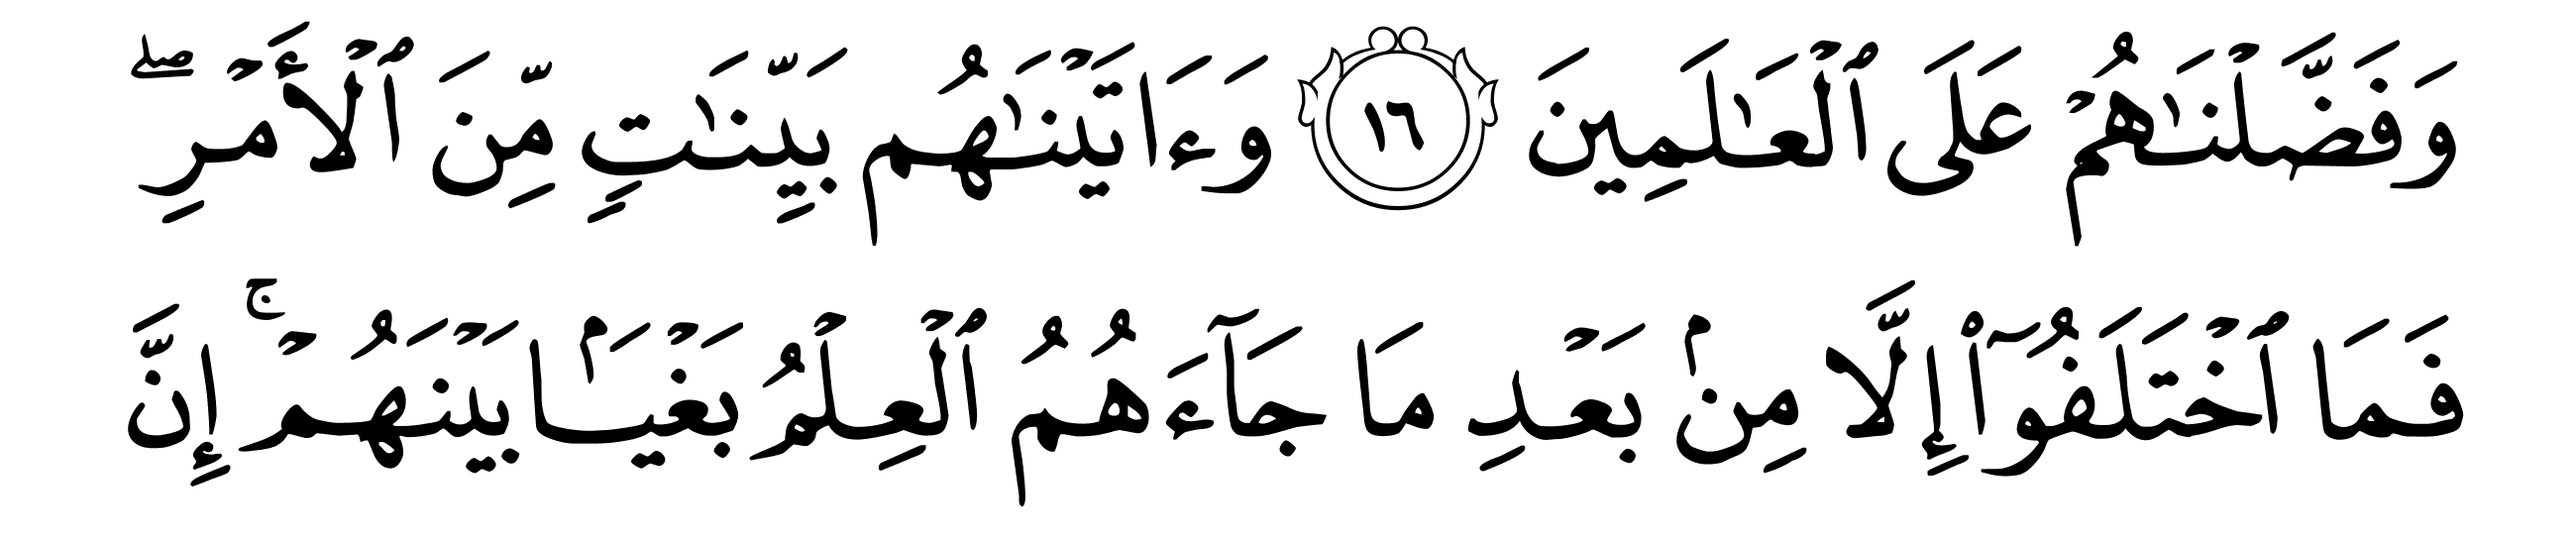 وَفَضَّلْنَـٰهُمْ عَلَى ٱلْعَـٰلَمِينَ ١٦ وَءَاتَيْنَـٰهُم بَيِّنَـٰتٍ مِّنَ ٱلْأَمْرِ ۖ
فَمَا ٱخْتَلَفُوٓا۟ إِلَّا مِنۢ بَعْدِ مَا جَآءَهُمُ ٱلْعِلْمُ بَغْيَۢا بَيْنَهُمْ ۚ إِنَّ